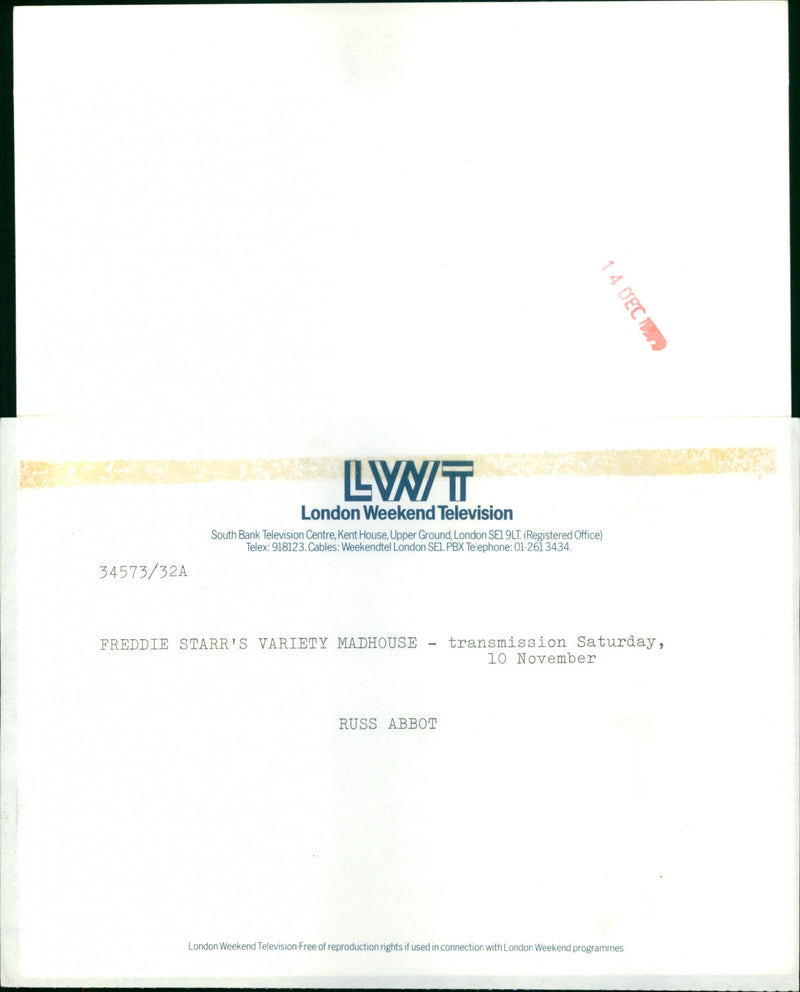 14 DEC
LWT
London Weekend Television
South Bank Television Centre, Kent House, Upper Ground, London SE1 9LT. (Registered Office)
Telex: 918123. Cables: Weekendtel London SE1. PBX Telephone: 01-261 3434.
34573/32A
FREDDIE STARR'S VARIETY MADHOUSE - transmission Saturday,
10 November
RUSS ABBOT
London Weekend Television-Free of reproduction rights if used in connection with London Weekend programmes